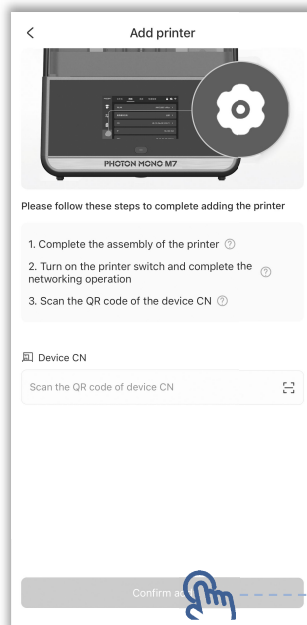 Add printer
PHOTON MONO M7
Please follow these steps to complete adding the printer
1. Complete the assembly of the printer
2. Turn on the printer switch and complete the
networking operation
3. Scan the QR code of the device CN
Device CN
Scan the QR code of device CN
Confirm